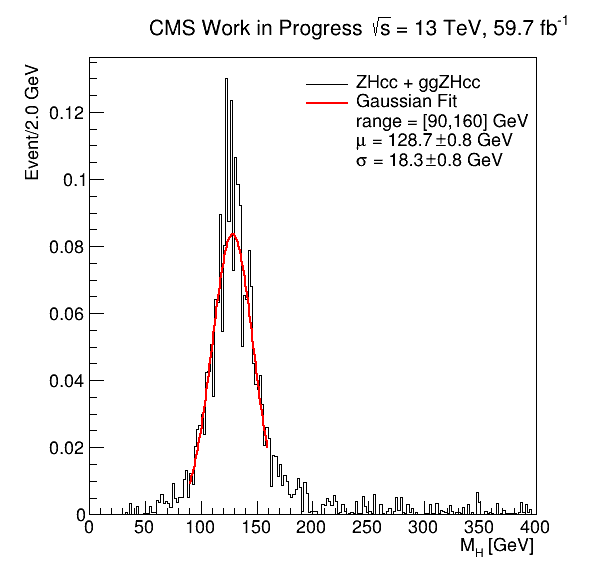 CMS Work in Progress √s = 13 TeV, 59.7 fb⁻¹
Event/2.0 GeV
ZHcc + ggZHcc
Gaussian Fit
range = [90,160] GeV
μ = 128.7±0.8 GeV
σ = 18.3±0.8 GeV
0.12
0.1
0.08
0.06
0.04
0.02
0
0 50 100 150 200 250 300 350 400
M_H [GeV]